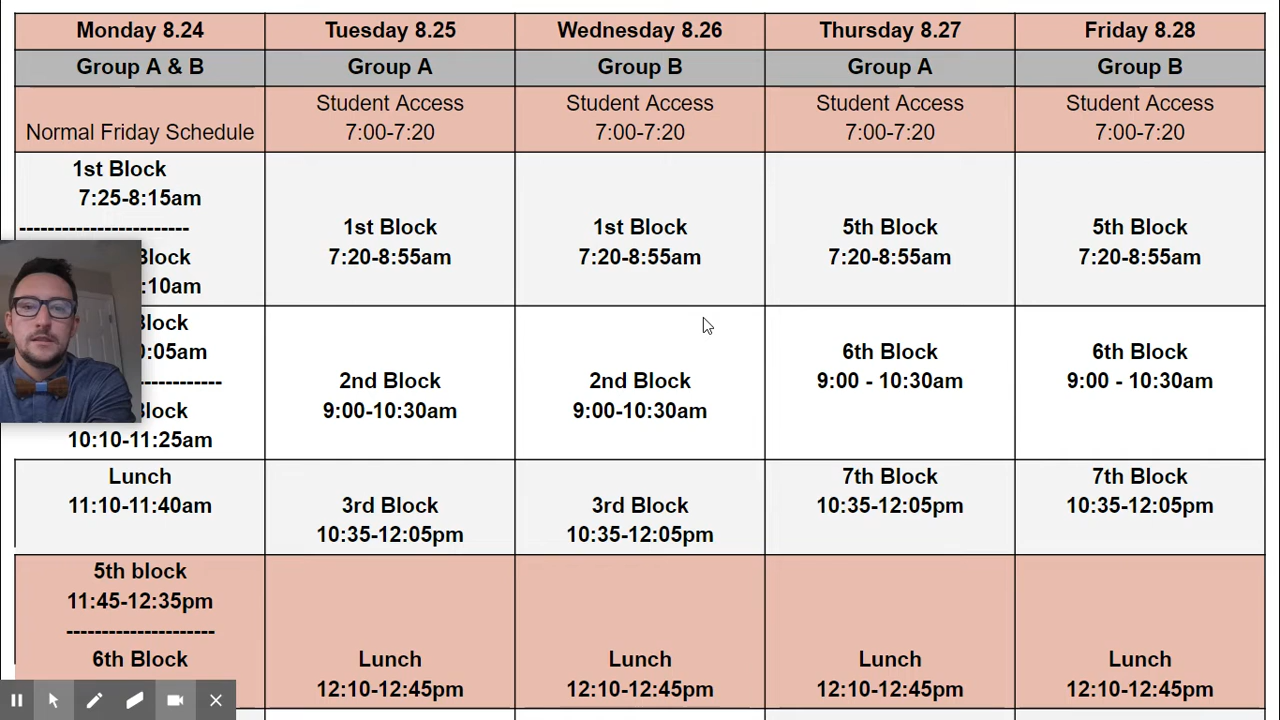 Monday 8.24
Tuesday 8.25
Wednesday 8.26
Thursday 8.27
Friday 8.28
Group A & B
Group A
Group B
Group A
Group B
Normal Friday Schedule
Student Access
7:00-7:20
Student Access
7:00-7:20
Student Access
7:00-7:20
Student Access
7:00-7:20
1st Block
7:25-8:15am
------------------------
Block
:10am
1st Block
7:20-8:55am
1st Block
7:20-8:55am
5th Block
7:20-8:55am
5th Block
7:20-8:55am
Block
:05am
------------
Block
10:10-11:25am
2nd Block
9:00-10:30am
2nd Block
9:00-10:30am
6th Block
9:00 - 10:30am
6th Block
9:00 - 10:30am
Lunch
11:10-11:40am
3rd Block
10:35-12:05pm
3rd Block
10:35-12:05pm
7th Block
10:35-12:05pm
7th Block
10:35-12:05pm
5th block
11:45-12:35pm
---------------------
6th Block
Lunch
12:10-12:45pm
Lunch
12:10-12:45pm
Lunch
12:10-12:45pm
Lunch
12:10-12:45pm